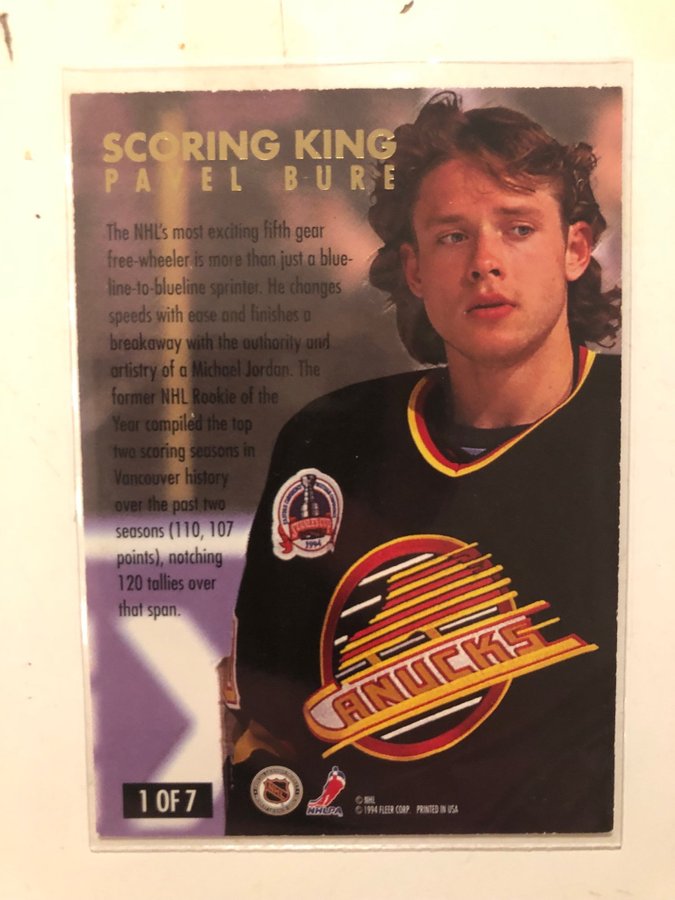 SCORING KING
PAVEL BURE
The NHL's most exciting fifth gear
free-wheeler is more than just a blue-
line-to-blueline sprinter. He changes
speeds with ease and finishes a
breakaway with the authority and
artistry of a Michael Jordan. The
former NHL Rookie of the
Year compiled the top
two scoring seasons in
Vancouver history
over the past two
seasons (110, 107
points), notching
120 tallies over
that span.
1994
CANUCKS
1 OF 7
NHL
NHLPA
© NHL
© 1994 FLEER CORP. PRINTED IN USA